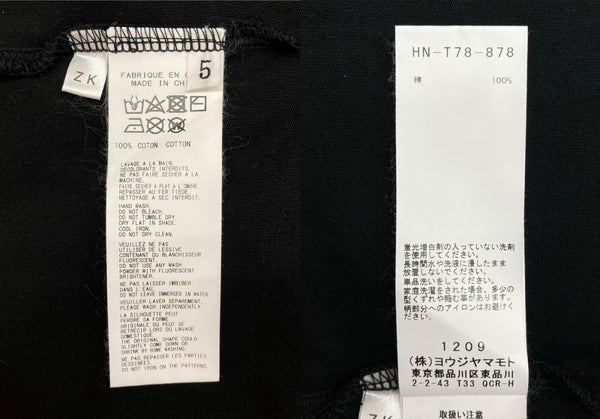 5
ZK
FABRIQUE EN
MADE IN
100% COTON COTTON
LAVAGE A LA MAIN.
DECOLORANTS INTERDITS.
NE PAS FAIRE SECHER A LA
MACHINE.
FAIRE SECHER A PLAT A L'OMBRE.
REPASSER AU FER TIEDE.
NETTOYAGE A SEC INTERDIT.
HAND WASH.
DO NOT BLEACH.
DO NOT TUMBLE DRY.
DRY FLAT IN SHADE.
COOL IRON.
DO NOT DRY CLEAN.
VEUILLEZ NE PAS
UTILISER DE LESSIVE
CONTENANT DU BLANCHISSEUR
FLUORESCENT.
DO NOT USE ANY WASH
POWDER WITH FLUORESCENT
BRIGHTENER.
NE PAS LAISSER IMBIBER
DANS L'EAU.
DO NOT LEAVE IMMERSED IN WATER.
VEUILLER LAVER SEPAREMENT.
PLEASE WASH INDEPENDENTLY.
LA SILHOUETTE PEUT
PERDRE SA FORME
ORIGINALE OU PEUT SE
RETRECIR LORS DU LAVAGE
DOMESTIQUE.
THE ORIGINAL SHAPE COULD
SLIGHTLY COME DOWN OR
SHRINK BY HOME WASHING.
NE PAS REPASSER LES PARTIES
DESSINEES.
DO NOT IRON ON THE PRINT.
HN-T78-878
綿 100%
蛍光増白剤の入っていない洗剤
を使用してください。
長時間水や洗液に浸したまま
放置しないでください。
単品洗いをしてください。
家庭洗濯をされた場合、多少の
型くずれや縮む事があります。
柄部分へのアイロンはお避けく
ださい。
1209
(株)ヨウジヤマモト
東京都品川区東品川
2-2-43 T33 QCR-H
取扱い注意
ZK